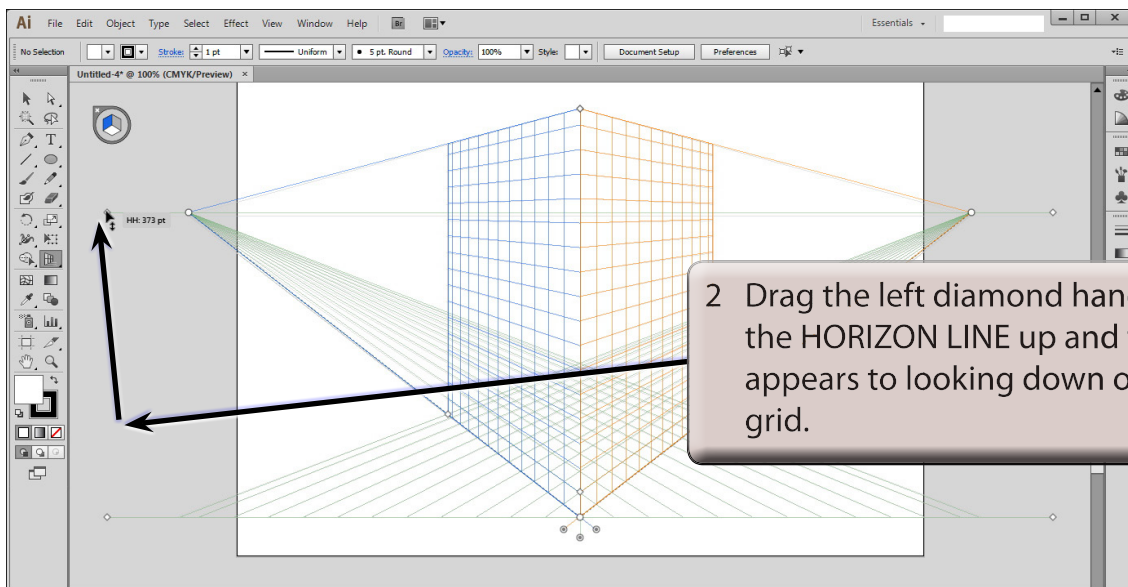 Ai File Edit Object Type Select Effect View Window Help Br Essentials
No Selection Stroke: 1 pt Uniform 5 pt. Round Opacity: 100% Style: Document Setup Preferences
Untitled-4* @ 100% (CMYK/Preview) ×
T
HH: 373 pt
2 Drag the left diamond han
the HORIZON LINE up and
appears to looking down o
grid.